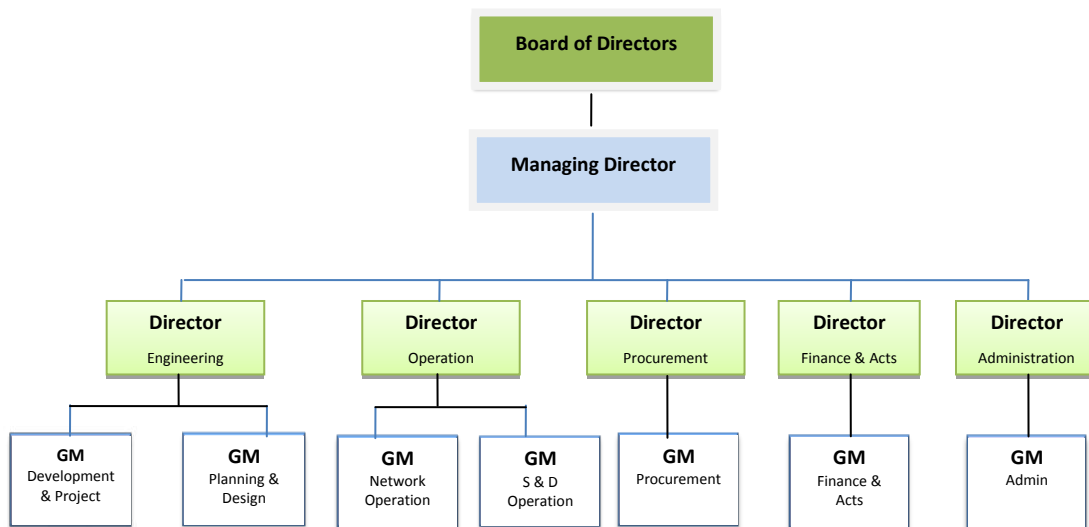 Board of Directors
Managing Director
Director
Engineering
Director
Operation
Director
Procurement
Director
Finance & Acts
Director
Administration
GM
Development
& Project
GM
Planning &
Design
GM
Network
Operation
GM
S & D
Operation
GM
Procurement
GM
Finance &
Acts
GM
Admin